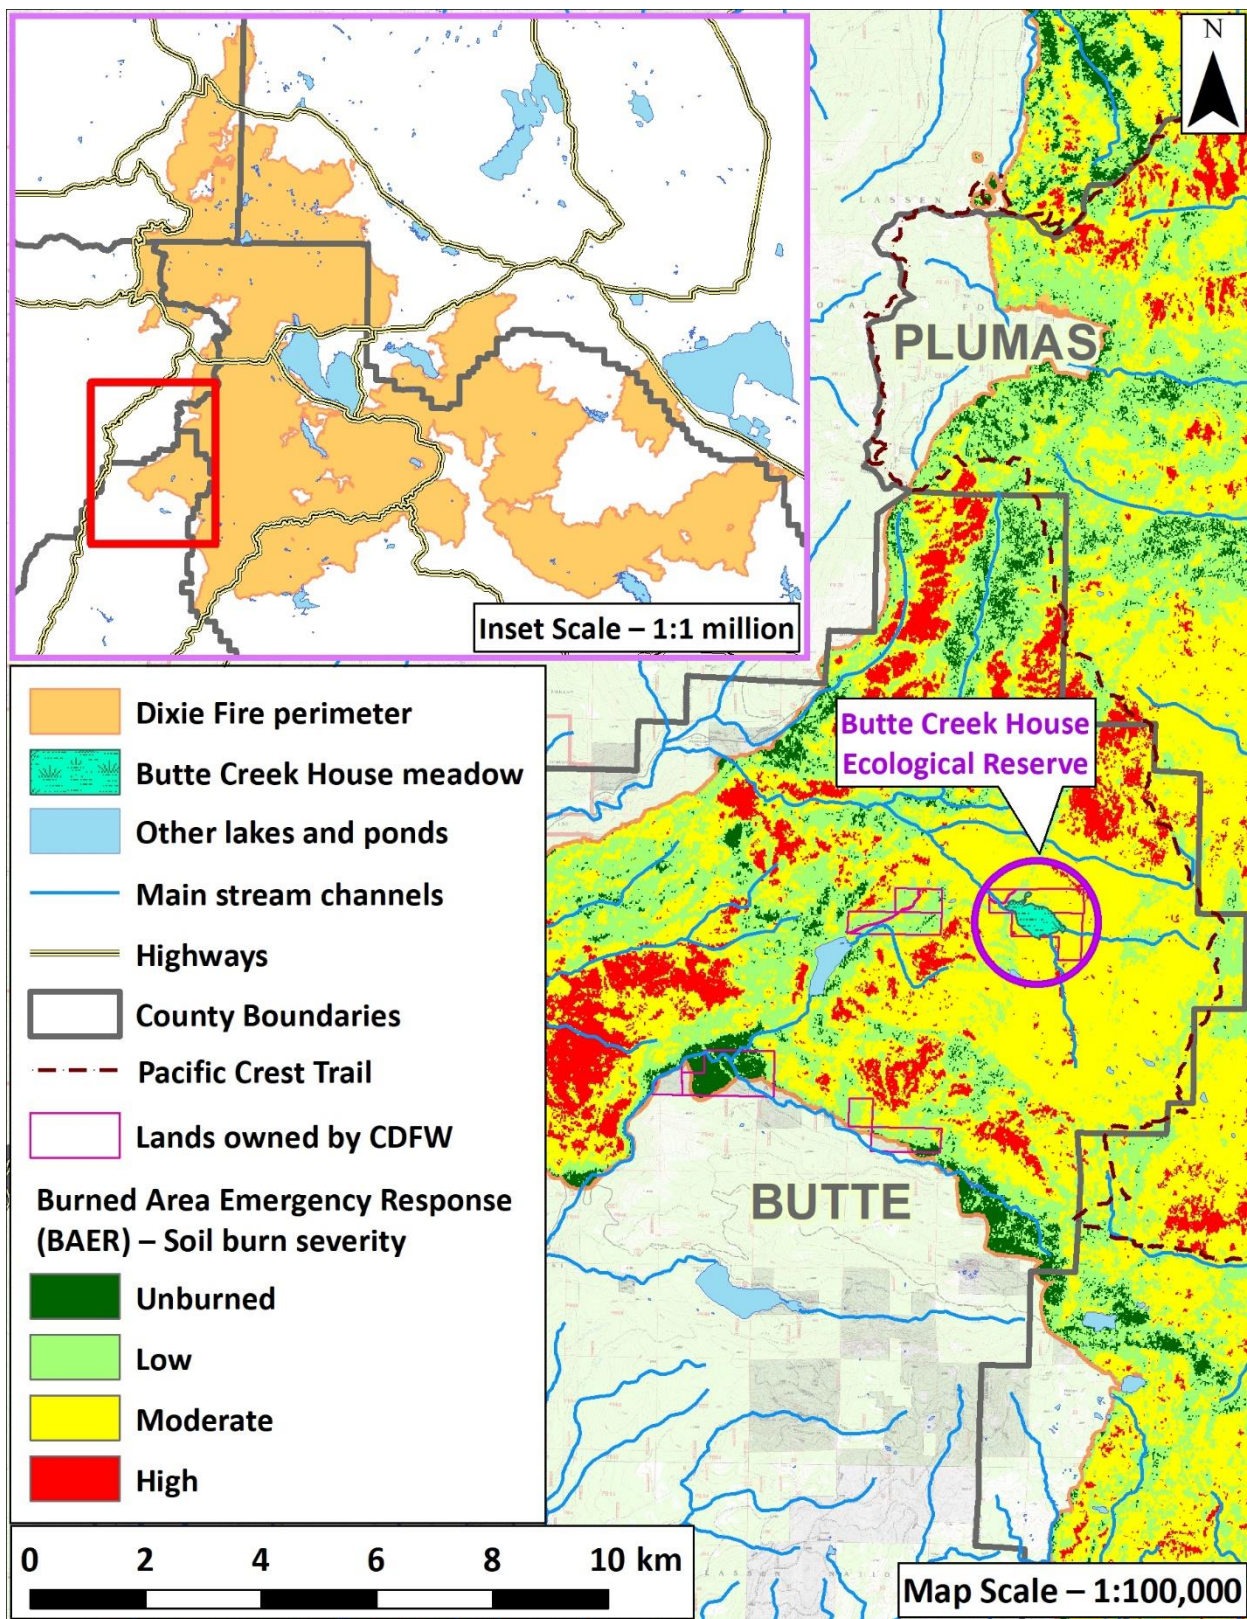 N
Inset Scale – 1:1 million
LASSEN
PLUMAS
Butte Creek House
Ecological Reserve
Dixie Fire perimeter
Butte Creek House meadow
Other lakes and ponds
Main stream channels
Highways
County Boundaries
Pacific Crest Trail
Lands owned by CDFW
Burned Area Emergency Response
(BAER) – Soil burn severity
Unburned
Low
Moderate
High
BUTTE
0 2 4 6 8 10 km
LASSEN
Map Scale – 1:100,000